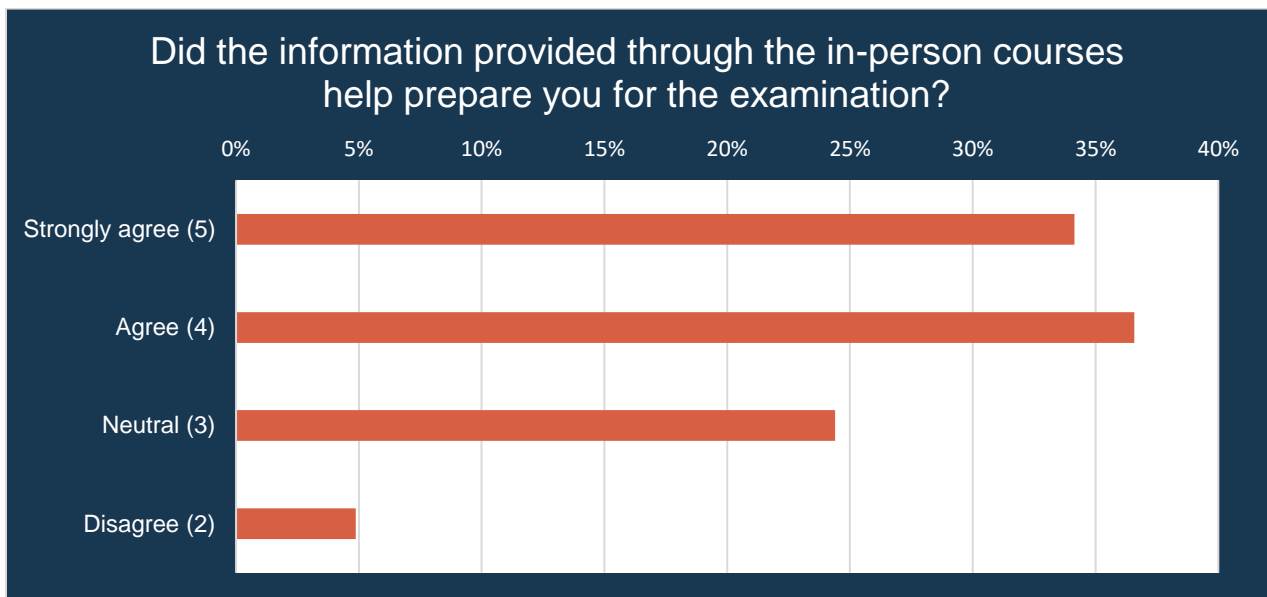 Did the information provided through the in-person courses
help prepare you for the examination?
0% 5% 10% 15% 20% 25% 30% 35% 40%
Strongly agree (5)
Agree (4)
Neutral (3)
Disagree (2)